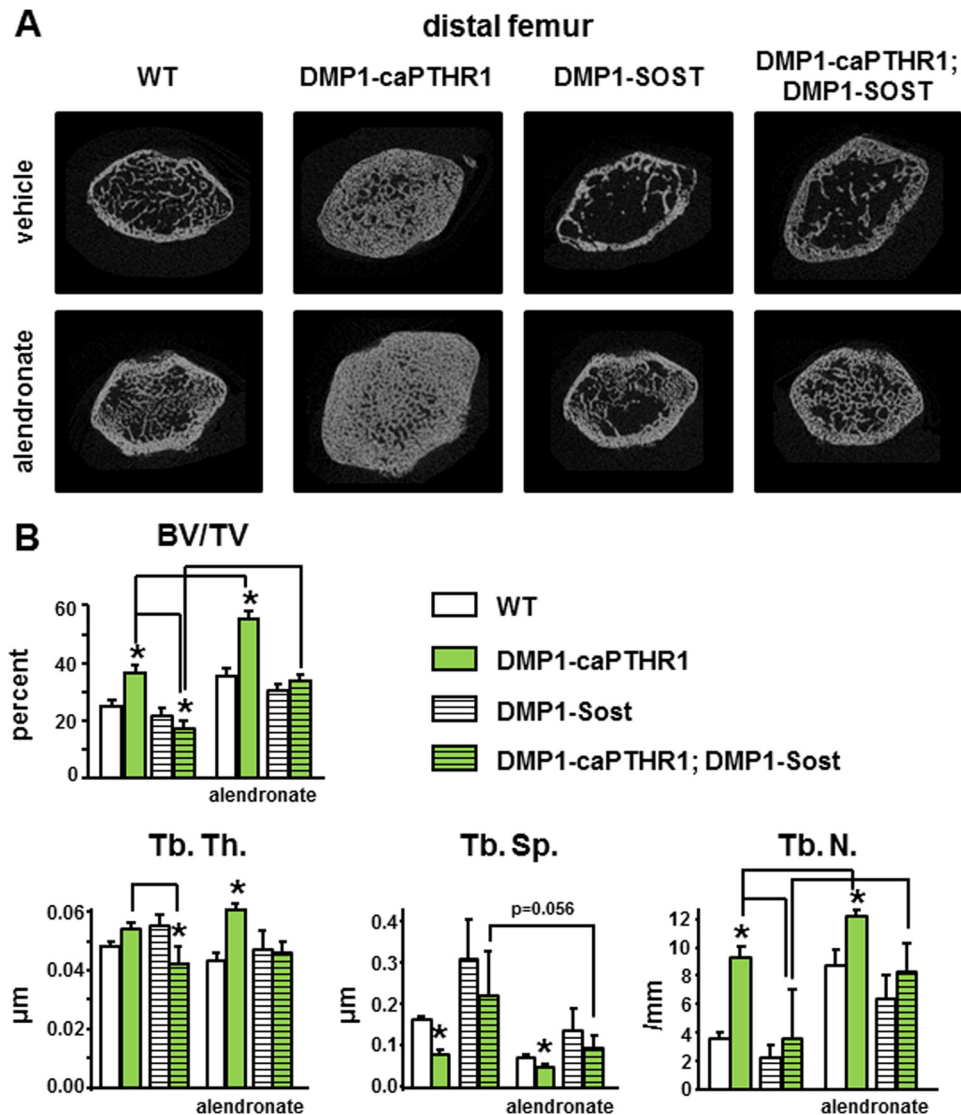 A
distal femur
WT
DMP1-caPTHR1
DMP1-SOST
DMP1-caPTHR1;
DMP1-SOST
vehicle
alendronate
B
BV/TV
percent
60
40
20
0
*
*
*
alendronate
WT
DMP1-caPTHR1
DMP1-Sost
DMP1-caPTHR1; DMP1-Sost
Tb. Th.
µm
0.06
0.04
0.02
0.00
*
*
alendronate
Tb. Sp.
µm
0.4
0.3
0.2
0.1
0.0
p=0.056
*
*
alendronate
Tb. N.
/mm
12
10
8
6
4
2
0
*
*
alendronate